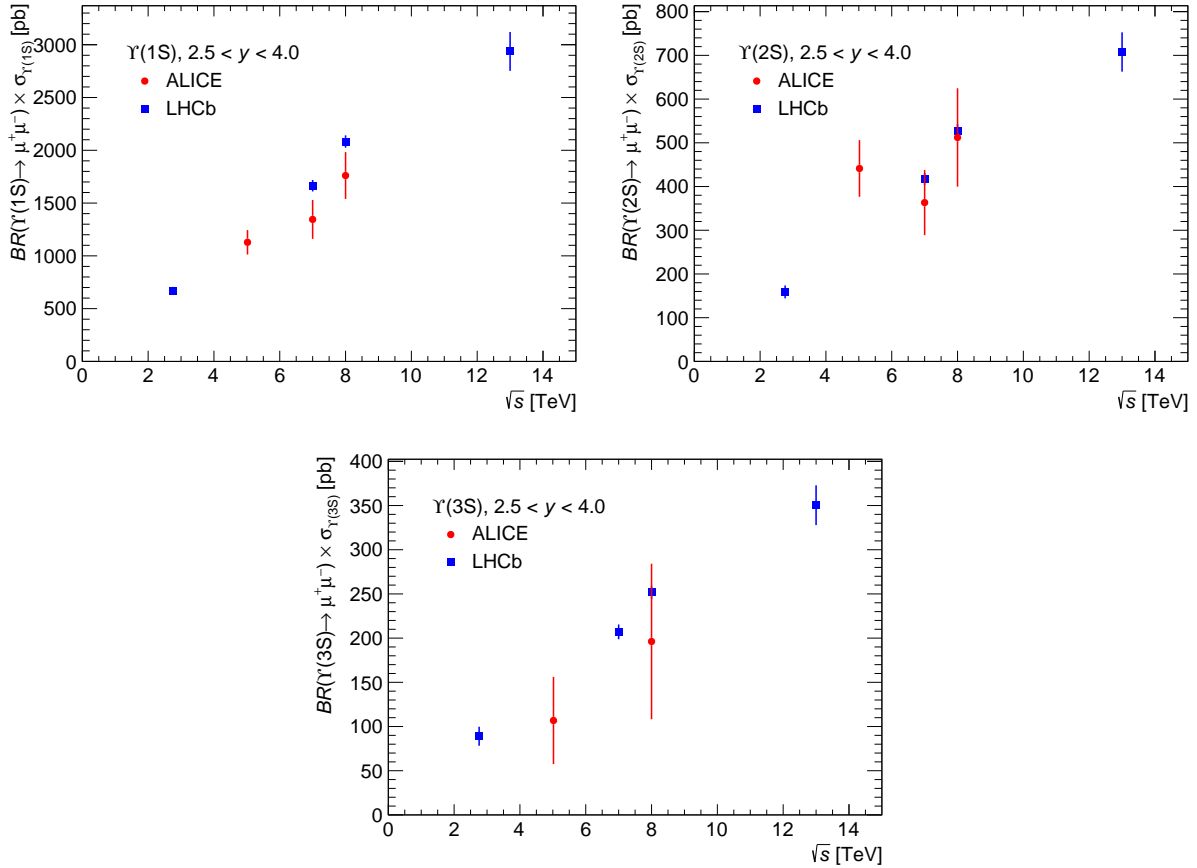 BR(ϒ(1S)→ μ⁺μ⁻) × σϒ(1S) [pb]
3000
2500
2000
1500
1000
500
0
ϒ(1S), 2.5 < y < 4.0
ALICE
LHCb
0 2 4 6 8 10 12 14
√s [TeV]
BR(ϒ(2S)→ μ⁺μ⁻) × σϒ(2S) [pb]
800
700
600
500
400
300
200
100
0
ϒ(2S), 2.5 < y < 4.0
ALICE
LHCb
0 2 4 6 8 10 12 14
√s [TeV]
BR(ϒ(3S)→ μ⁺μ⁻) × σϒ(3S) [pb]
400
350
300
250
200
150
100
50
0
ϒ(3S), 2.5 < y < 4.0
ALICE
LHCb
0 2 4 6 8 10 12 14
√s [TeV]